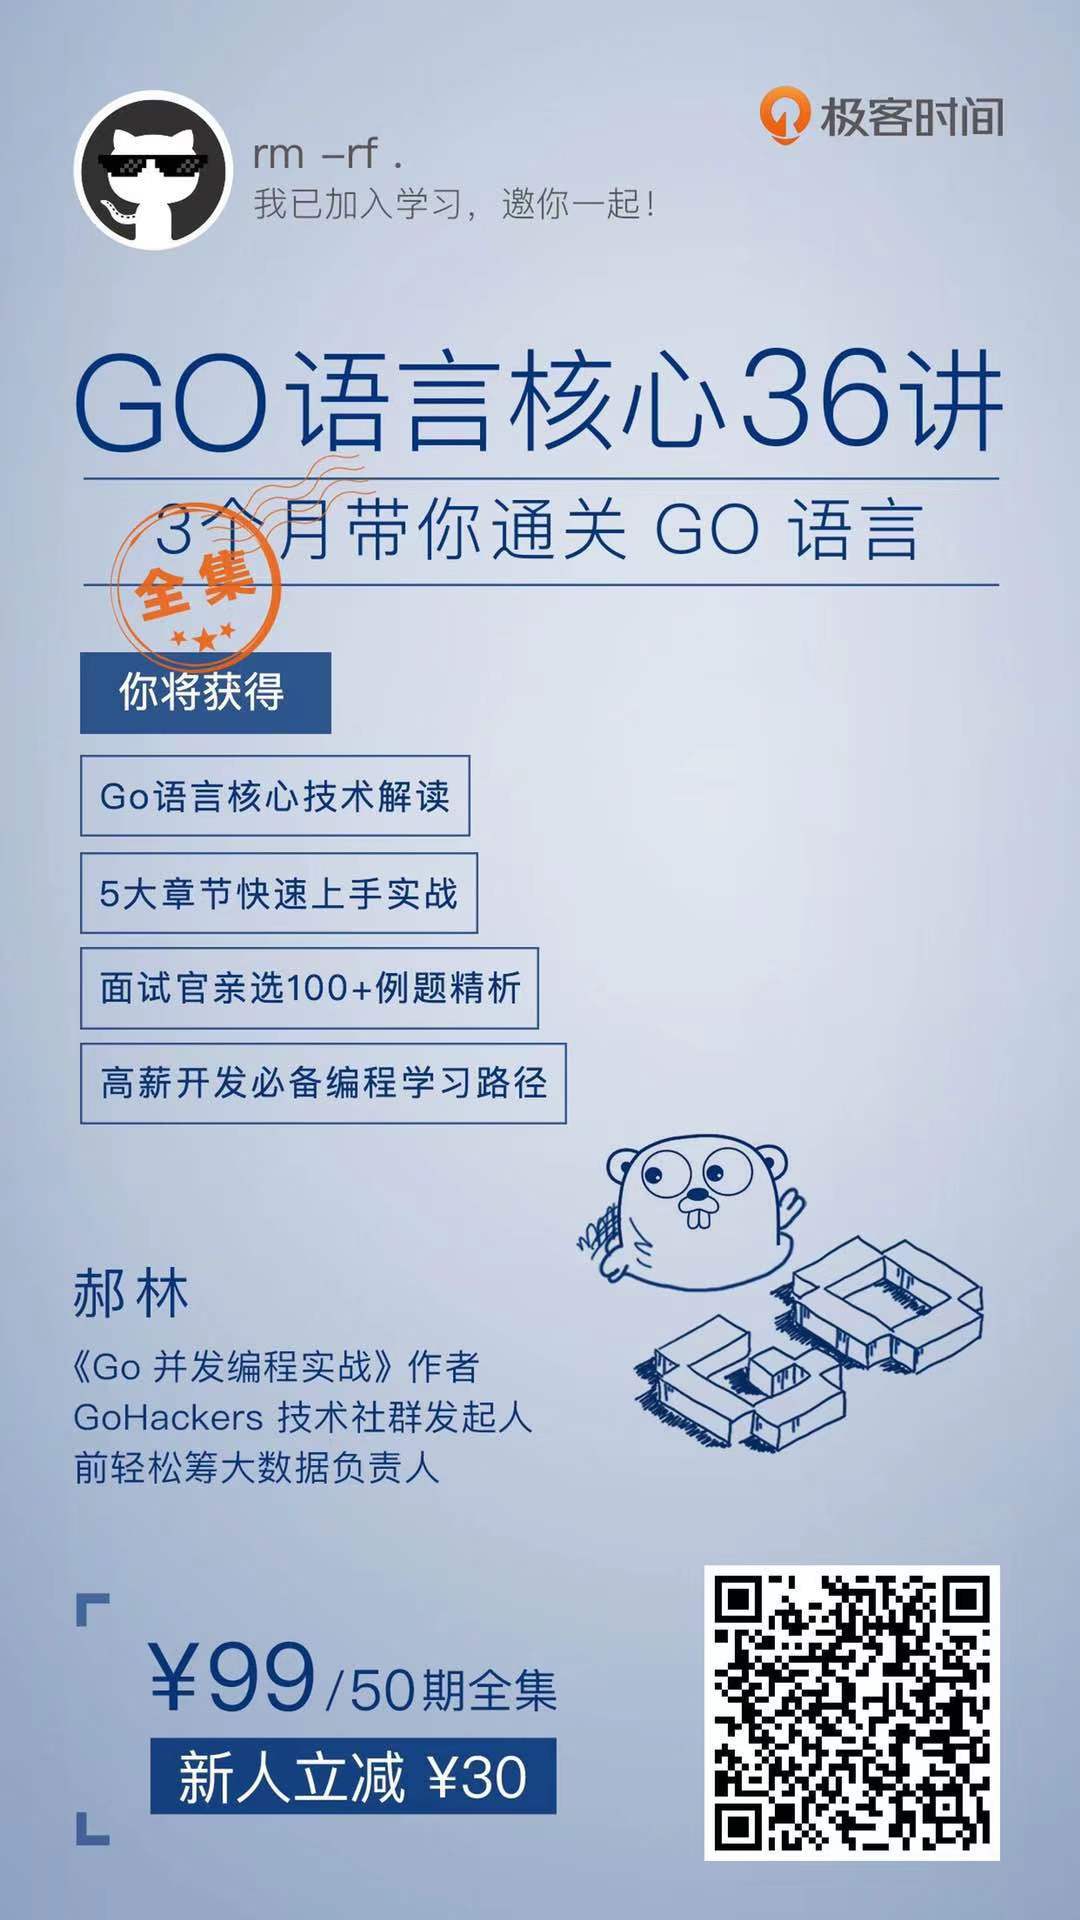 rm -rf .
我已加入学习，邀你一起！
极客时间
GO语言核心36讲
3个月带你通关 GO 语言
全集
你将获得
Go语言核心技术解读
5大章节快速上手实战
面试官亲选100+例题精析
高薪开发必备编程学习路径
郝林
《Go 并发编程实战》作者
GoHackers 技术社群发起人
前轻松筹大数据负责人
¥99/50期全集
新人立减 ¥30